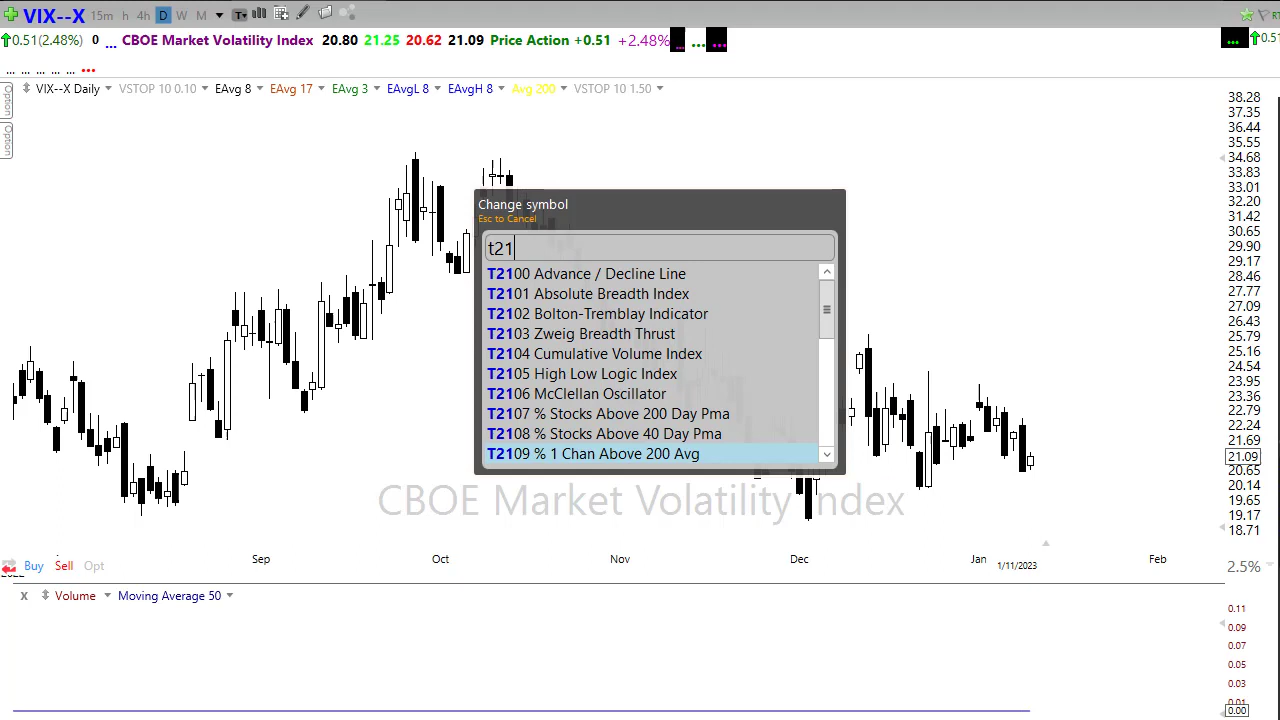 VIX--X 15m h 4h D W M
0.51(2.48%) 0 ... CBOE Market Volatility Index 20.80 21.25 20.62 21.09 Price Action +0.51 +2.48% ... ... ... ... 0.51
... ... ... ... ... ...
VIX--X Daily VSTOP 10 0.10 EAvg 8 EAvg 17 EAvg 3 EAvgL 8 EAvgH 8 Avg 200 VSTOP 10 1.50
Option
Option
38.28
37.35
36.44
35.55
34.68
33.83
33.01
32.20
31.42
30.65
29.90
29.17
28.46
27.77
27.09
26.43
25.79
25.16
24.54
23.95
23.36
22.79
22.24
21.69
21.09
20.65
20.14
19.65
19.17
18.71
Change symbol
Esc to Cancel
t21
T2100 Advance / Decline Line
T2101 Absolute Breadth Index
T2102 Bolton-Tremblay Indicator
T2103 Zweig Breadth Thrust
T2104 Cumulative Volume Index
T2105 High Low Logic Index
T2106 McClellan Oscillator
T2107 % Stocks Above 200 Day Pma
T2108 % Stocks Above 40 Day Pma
T2109 % 1 Chan Above 200 Avg
CBOE Market Volatility Index
Sep Oct Nov Dec Jan 1/11/2023 Feb
Buy Sell Opt 2.5%
X Volume Moving Average 50
0.11
0.09
0.07
0.05
0.03
0.01
0.00